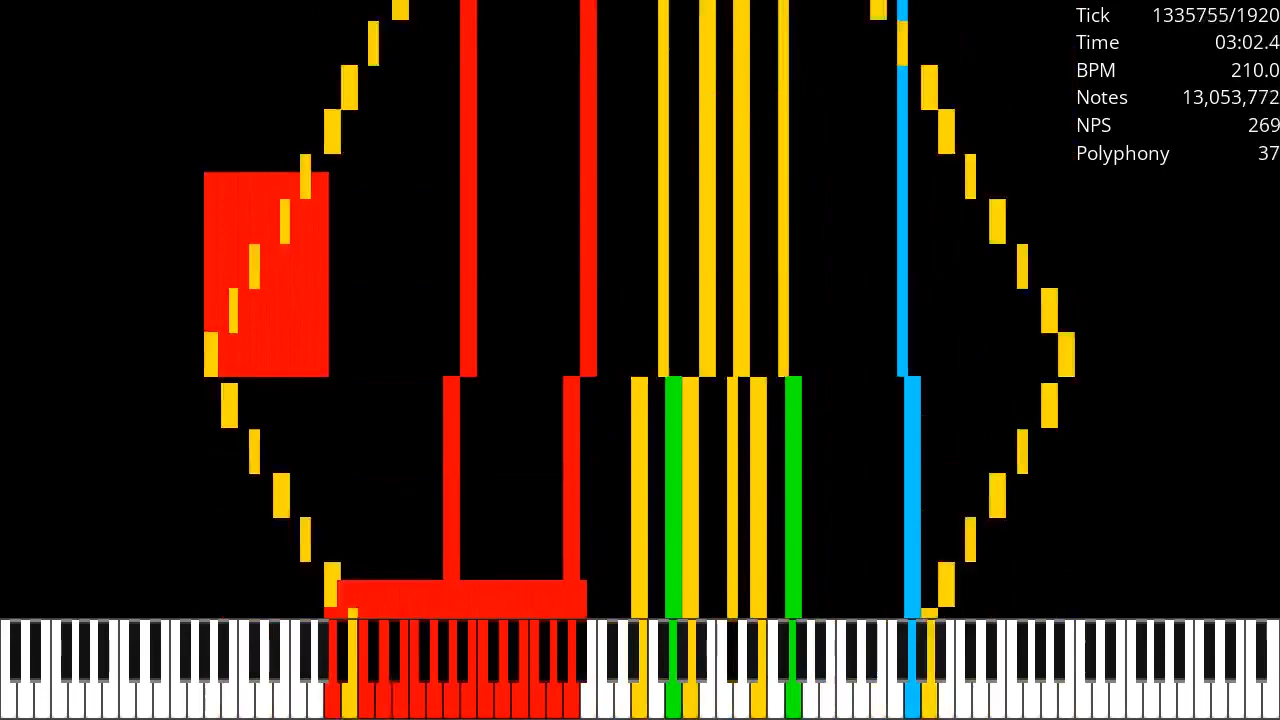 Tick 1335755/1920
Time 03:02.4
BPM 210.0
Notes 13,053,772
NPS 269
Polyphony 37